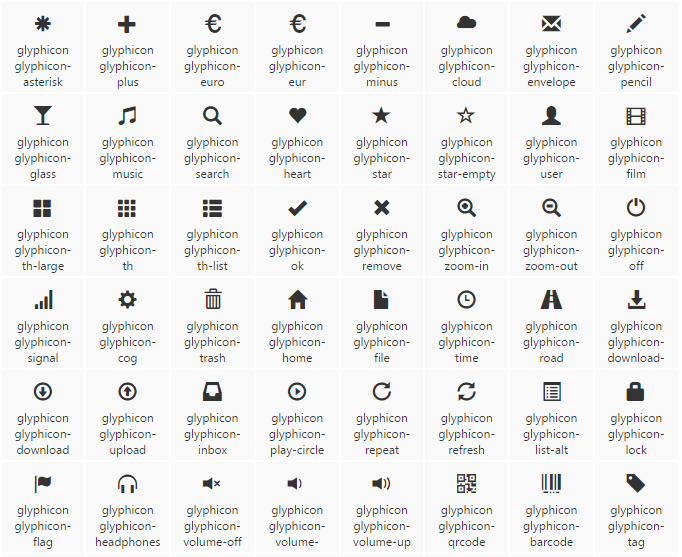 glyphicon glyphicon glyphicon glyphicon glyphicon glyphicon glyphicon glyphicon
glyphicon- glyphicon- glyphicon- glyphicon- glyphicon- glyphicon- glyphicon- glyphicon-
asterisk plus euro eur minus cloud envelope pencil
glyphicon glyphicon glyphicon glyphicon glyphicon glyphicon glyphicon glyphicon
glyphicon- glyphicon- glyphicon- glyphicon- glyphicon- glyphicon- glyphicon- glyphicon-
glass music search heart star star-empty user film
glyphicon glyphicon glyphicon glyphicon glyphicon glyphicon glyphicon glyphicon
glyphicon- glyphicon- glyphicon- glyphicon- glyphicon- glyphicon- glyphicon- glyphicon-
th-large th th-list ok remove zoom-in zoom-out off
glyphicon glyphicon glyphicon glyphicon glyphicon glyphicon glyphicon glyphicon
glyphicon- glyphicon- glyphicon- glyphicon- glyphicon- glyphicon- glyphicon- glyphicon-
signal cog trash home file time road download-
glyphicon glyphicon glyphicon glyphicon glyphicon glyphicon glyphicon glyphicon
glyphicon- glyphicon- glyphicon- glyphicon- glyphicon- glyphicon- glyphicon- glyphicon-
download upload inbox play-circle repeat refresh list-alt lock
glyphicon glyphicon glyphicon glyphicon glyphicon glyphicon glyphicon glyphicon
glyphicon- glyphicon- glyphicon- glyphicon- glyphicon- glyphicon- glyphicon- glyphicon-
flag headphones volume-off volume- volume-up qrcode barcode tag